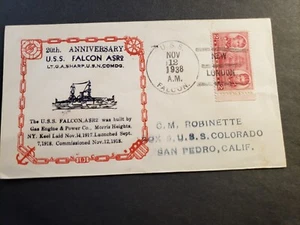 20th. ANNIVERSARY
U.S.S. FALCON ASR2
LT. G.A. SHARP, U.S.N. COMDG.
The U.S.S. FALCON, ASR2 was built by
Gas Engine & Power Co., Morris Heights,
NY. Keel Laid Nov. 14, 1917. Launched Sept.
7, 1918. Commissioned Nov. 12, 1918.
U.S.S.
NOV
12
1938
A.M.
FALCON
NEW
LONDON
C.M. ROBINETTE
BOX 5, U.S.S. COLORADO
SAN PEDRO, CALIF.